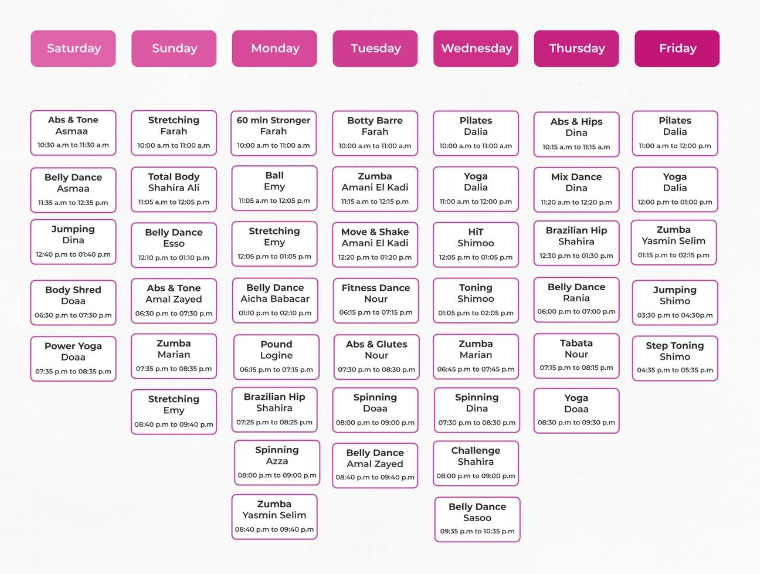 Saturday
Sunday
Monday
Tuesday
Wednesday
Thursday
Friday
Abs & Tone
Asmaa
10:30 a.m to 11:30 a.m
Belly Dance
Asmaa
11:35 a.m to 12:35 p.m
Jumping
Dina
12:40 p.m to 01:40 p.m
Body Shred
Doaa
06:30 p.m to 07:30 p.m
Power Yoga
Doaa
07:35 p.m to 08:35 p.m
Stretching
Farah
10:00 a.m to 11:00 a.m
Total Body
Shahira Ali
11:05 a.m to 12:05 p.m
Belly Dance
Esso
12:10 p.m to 01:10 p.m
Abs & Tone
Amal Zayed
06:30 p.m to 07:30 p.m
Zumba
Marian
07:35 p.m to 08:35 p.m
Stretching
Emy
08:40 p.m to 09:40 p.m
60 min Stronger
Farah
10:00 a.m to 11:00 a.m
Ball
Emy
11:05 a.m to 12:05 p.m
Stretching
Emy
12:05 p.m to 01:05 p.m
Belly Dance
Aicha Babacar
01:10 p.m to 02:10 p.m
Pound
Logine
06:15 p.m to 07:15 p.m
Brazilian Hip
Shahira
07:25 p.m to 08:25 p.m
Spinning
Azza
08:00 p.m to 09:00 p.m
Zumba
Yasmin Selim
08:40 p.m to 09:40 p.m
Botty Barre
Farah
10:00 a.m to 11:00 a.m
Zumba
Amani El Kadi
11:15 a.m to 12:15 p.m
Move & Shake
Amani El Kadi
12:20 p.m to 01:20 p.m
Fitness Dance
Nour
06:15 p.m to 07:15 p.m
Abs & Glutes
Nour
07:30 p.m to 08:30 p.m
Spinning
Doaa
08:00 p.m to 09:00 p.m
Belly Dance
Amal Zayed
08:40 p.m to 09:40 p.m
Pilates
Dalia
10:00 a.m to 11:00 a.m
Yoga
Dalia
11:00 a.m to 12:00 p.m
HiT
Shimoo
12:05 p.m to 01:05 p.m
Toning
Shimoo
01:05 p.m to 02:05 p.m
Zumba
Marian
06:45 p.m to 07:45 p.m
Spinning
Dina
07:30 p.m to 08:30 p.m
Challenge
Shahira
08:00 p.m to 09:00 p.m
Belly Dance
Sasoo
09:35 p.m to 10:35 p.m
Abs & Hips
Dina
10:15 a.m to 11:15 a.m
Mix Dance
Dina
11:20 a.m to 12:20 p.m
Brazilian Hip
Shahira
12:30 p.m to 01:30 p.m
Belly Dance
Rania
06:00 p.m to 07:00 p.m
Tabata
Nour
07:15 p.m to 08:15 p.m
Yoga
Doaa
08:30 p.m to 09:30 p.m
Pilates
Dalia
11:00 a.m to 12:00 p.m
Yoga
Dalia
12:00 p.m to 01:00 p.m
Zumba
Yasmin Selim
01:15 p.m to 02:15 p.m
Jumping
Shimo
03:30 p.m to 04:30p.m
Step Toning
Shimo
04:35 p.m to 05:35 p.m